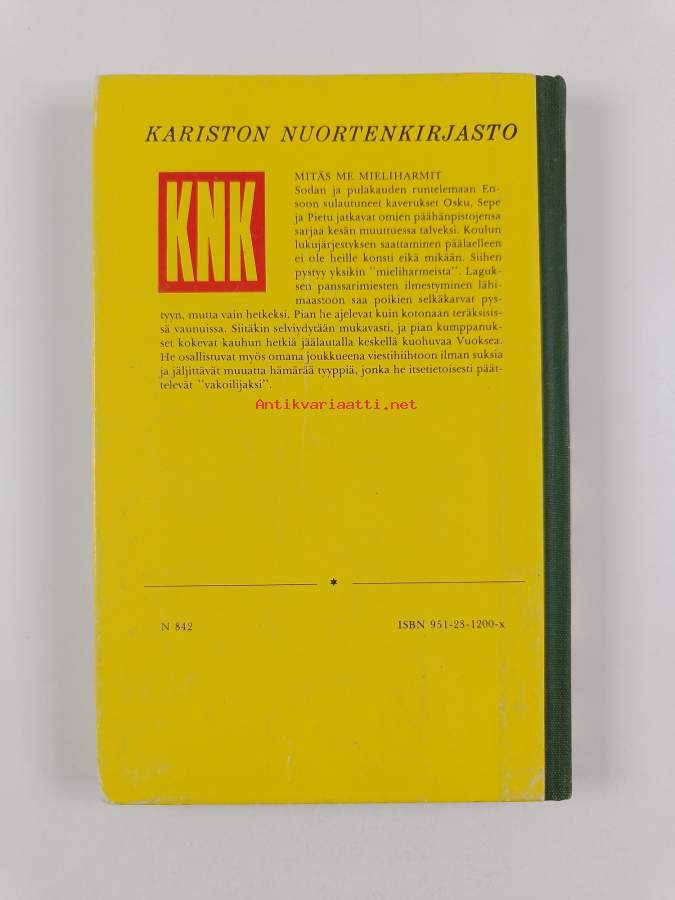 KARISTON NUORTENKIRJASTO
KNK
MITÄS ME MIELIHARMIT
Sodan ja pulakauden runtelemaan En-
soon sulautuneet kaverukset Osku, Sepe
ja Pietu jatkavat omien päähänpistojensa
sarjaa kesän muuttuessa talveksi. Koulun
lukujärjestyksen saattaminen päälaelleen
ei ole heille konsti eikä mikään. Siihen
pystyy yksikin "mieliharmeista". Laguk-
sen panssarimiesten ilmestyminen lähi-
maastoon saa poikien selkäkarvat pys-
tyyn, mutta vain hetkeksi. Pian he ajelevat kuin kotonaan teräksisis-
sä vaunuissa. Siitäkin selviydytään mukavasti, ja pian kumppanuk-
set kokevat kauhun hetkiä jäälautalla keskellä kuohuvaa Vuoksea.
He osallistuvat myös omana joukkueena viestihiihtoon ilman suksia
ja jäljittävät muuatta hämärää tyyppiä, jonka he itsetietoisesti päät-
televät "vakoilijaksi".
Antikvariaatti.net
N 842
ISBN 951-23-1200-x